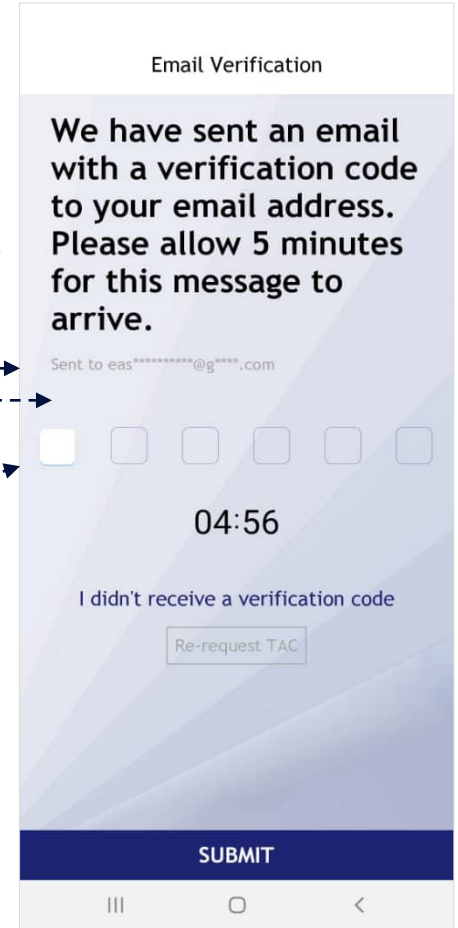 Email Verification
We have sent an email
with a verification code
to your email address.
Please allow 5 minutes
for this message to
arrive.
Sent to eas**********@g****.com
04:56
I didn't receive a verification code
Re-request TAC
SUBMIT